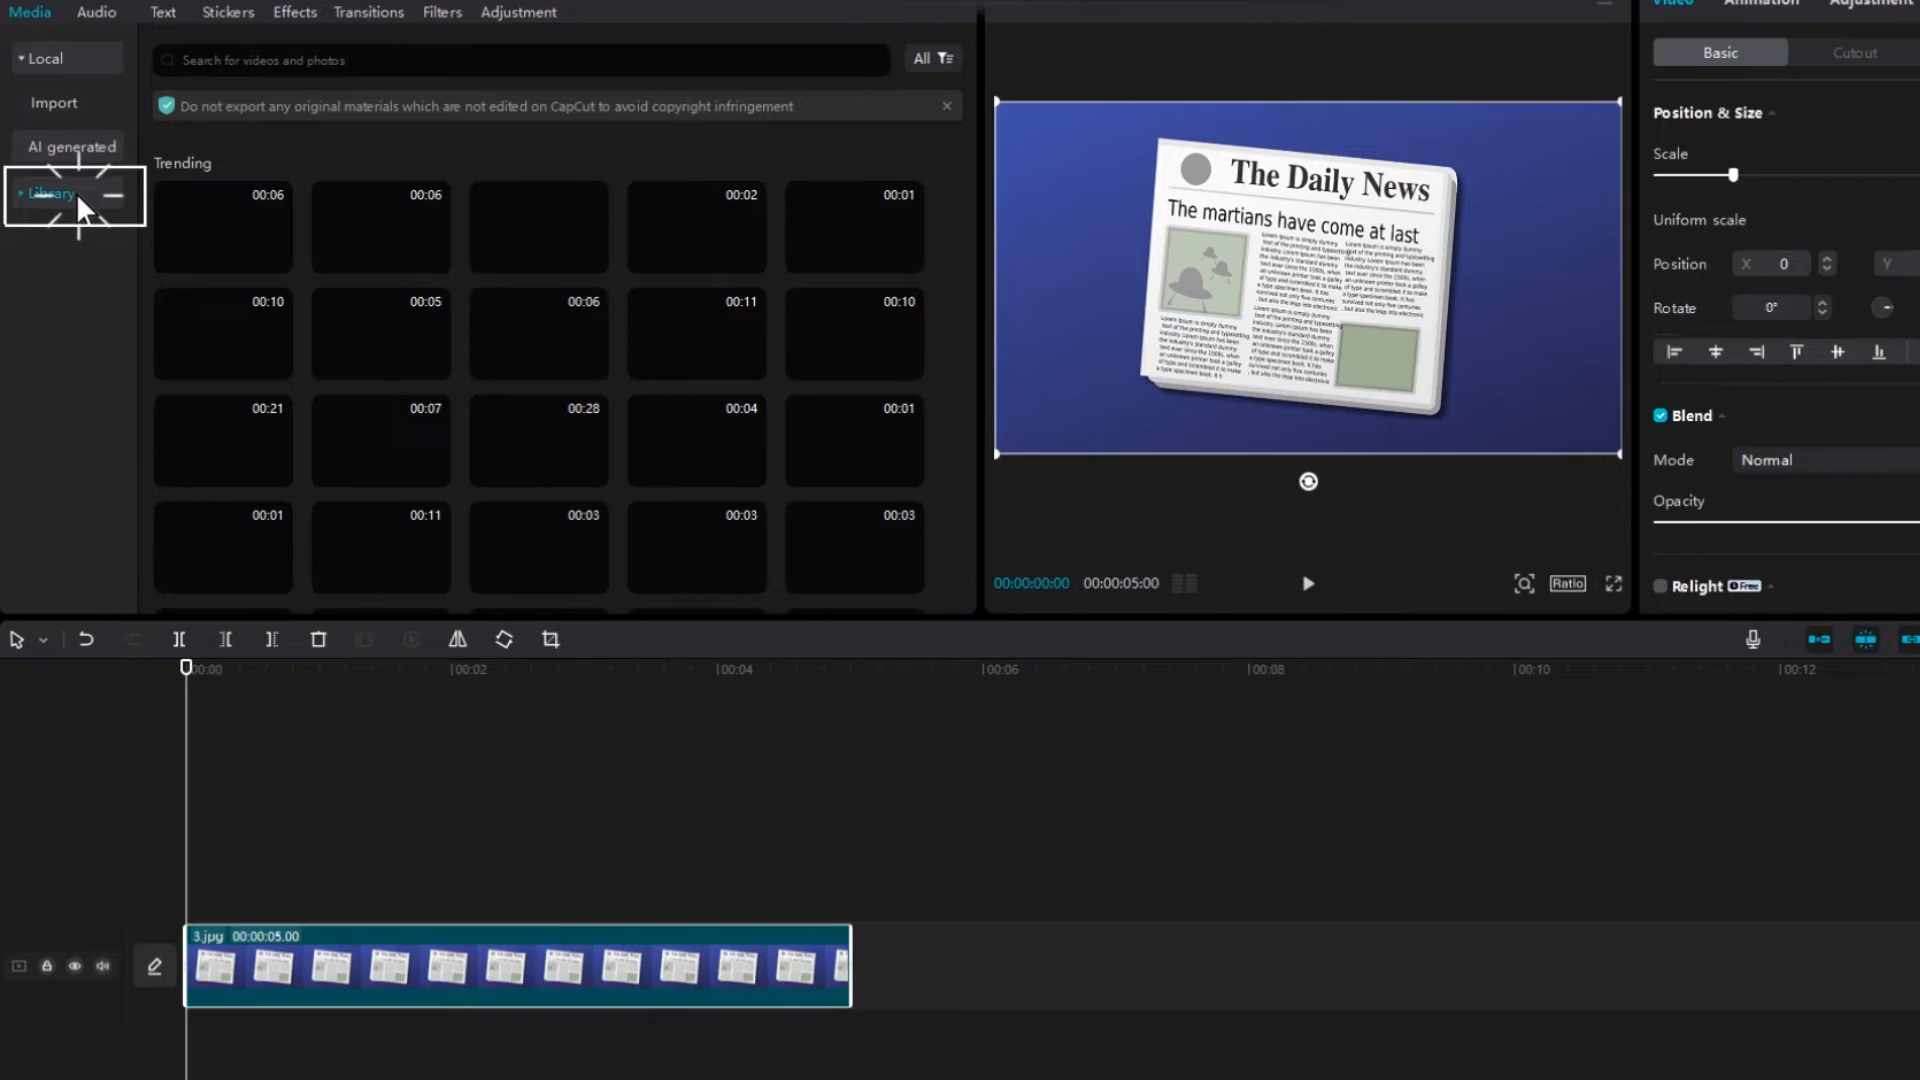 Media Audio Text Stickers Effects Transitions Filters Adjustment
Video Animation Adjustment
Local
Import
AI generated
Library
Search for videos and photos
All
Do not export any original materials which are not edited on CapCut to avoid copyright infringement
Trending
00:06 00:06 00:02 00:01
00:10 00:05 00:06 00:11 00:10
00:21 00:07 00:28 00:04 00:01
00:01 00:11 00:03 00:03 00:03
The Daily News
The martians have come at last
00:00:00:00 00:00:05:00
Ratio
Basic Cutout
Position & Size
Scale
Uniform scale
Position X 0 Y
Rotate 0°
Blend
Mode Normal
Opacity
Relight Free
00:00 00:02 00:04 00:06 00:08 00:10 00:12
3.jpg 00:00:05.00